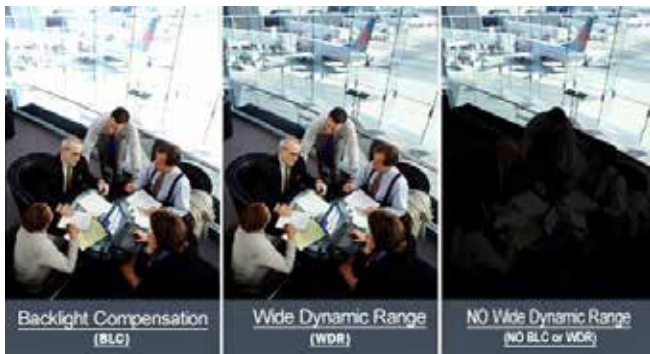 Backlight Compensation
(BLC)
Wide Dynamic Range
(WDR)
NO Wide Dynamic Range
(NO BLC or WDR)